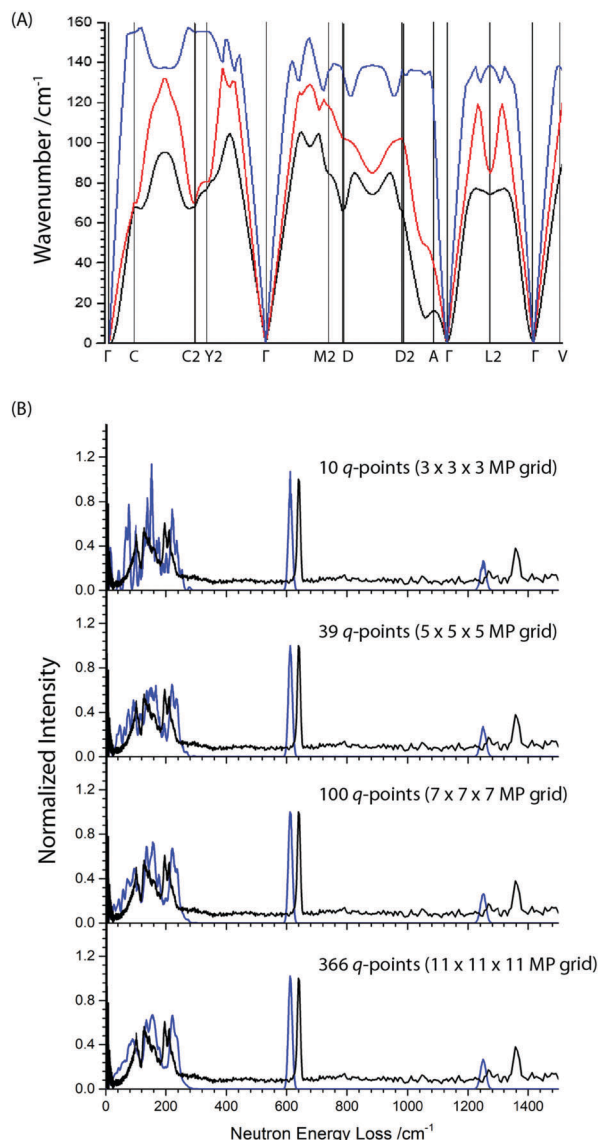 (A)
160
140
120
100
80
60
40
20
0
Wavenumber /cm⁻¹
Γ C C2 Y2 Γ M2 D D2 A Γ L2 Γ V
(B)
10 q-points (3 x 3 x 3 MP grid)
1.2
0.8
0.4
0.0
39 q-points (5 x 5 x 5 MP grid)
1.2
0.8
0.4
0.0
100 q-points (7 x 7 x 7 MP grid)
1.2
0.8
0.4
0.0
366 q-points (11 x 11 x 11 MP grid)
1.2
0.8
0.4
0.0
Normalized Intensity
0 200 400 600 800 1000 1200 1400
Neutron Energy Loss /cm⁻¹